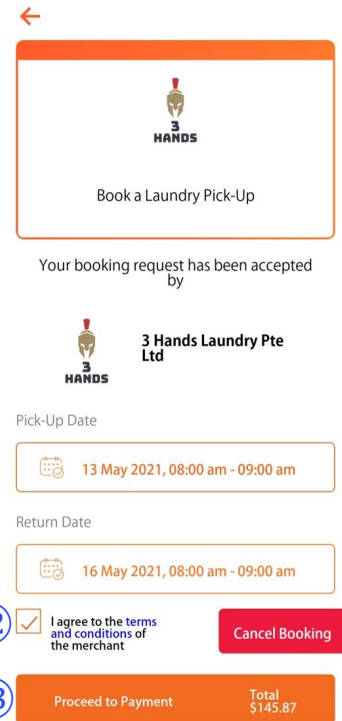 3
HANDS
Book a Laundry Pick-Up
Your booking request has been accepted
by
3
HANDS
3 Hands Laundry Pte
Ltd
Pick-Up Date
13 May 2021, 08:00 am - 09:00 am
Return Date
16 May 2021, 08:00 am - 09:00 am
2
I agree to the terms
and conditions of
the merchant
Cancel Booking
3
Proceed to Payment
Total
$145.87